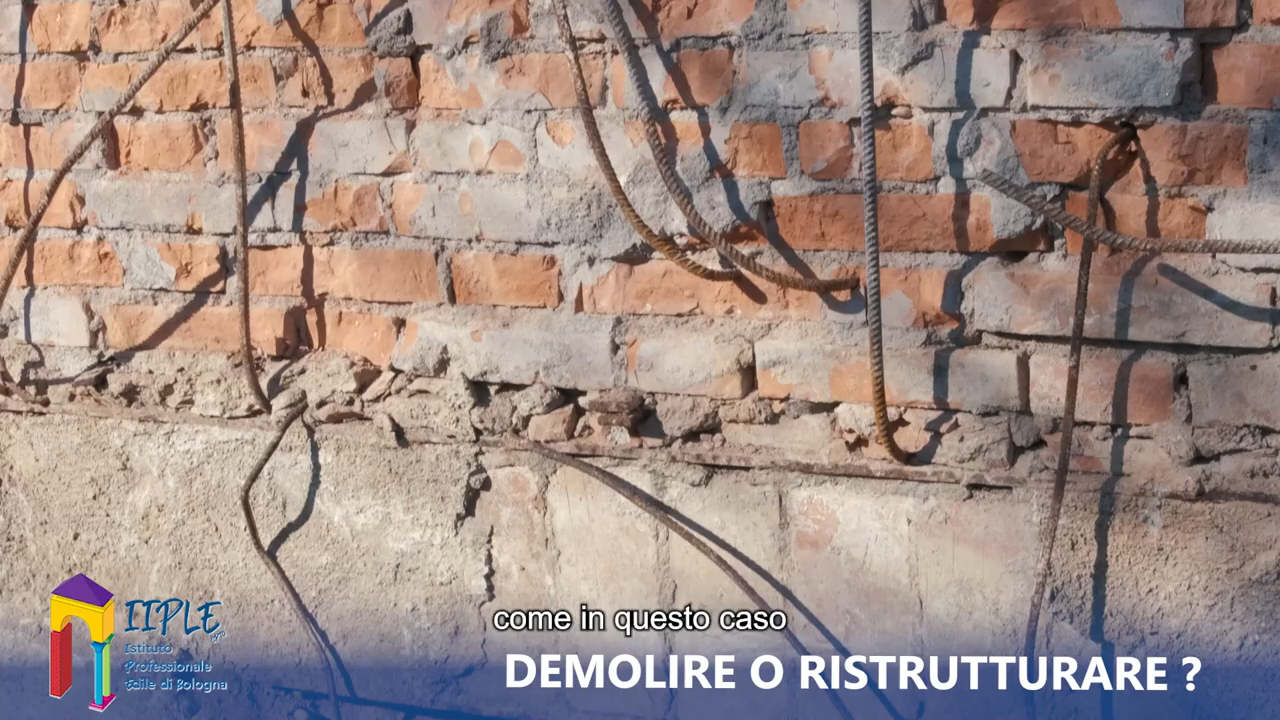 come in questo caso
DEMOLIRE O RISTRUTTURARE ?
IIPLE
Istituto
Professionale
Edile di Bologna